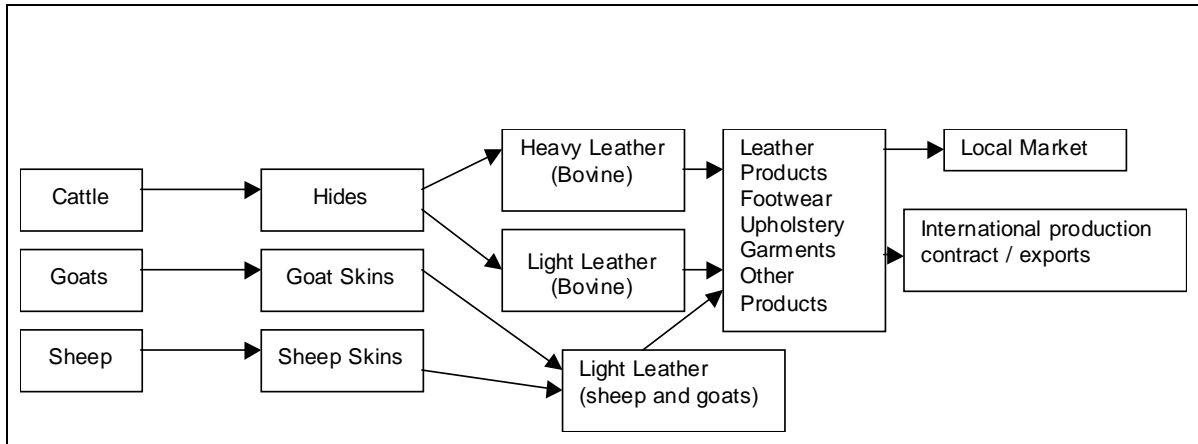 Cattle
Goats
Sheep
Hides
Goat Skins
Sheep Skins
Heavy Leather
(Bovine)
Light Leather
(Bovine)
Light Leather
(sheep and goats)
Leather
Products
Footwear
Upholstery
Garments
Other
Products
Local Market
International production
contract / exports